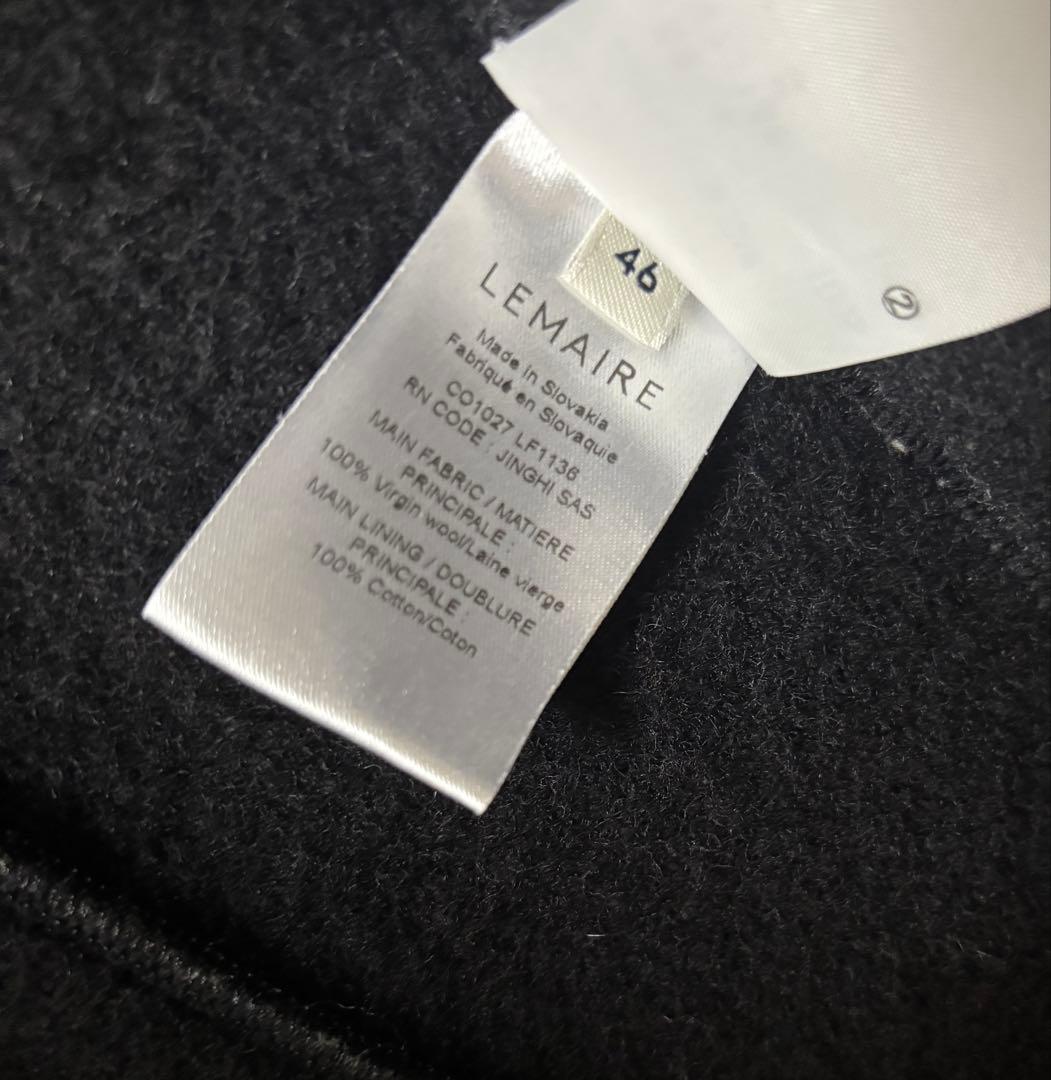 46
LEMAIRE
Made in Slovakia
Fabriqué en Slovaquie
CO1027 LF1136
RN CODE : JINGHI SAS
MAIN FABRIC / MATIERE
PRINCIPALE :
100% Virgin wool/Laine vierge
MAIN LINING / DOUBLURE
PRINCIPALE :
100% Cotton/Coton
②